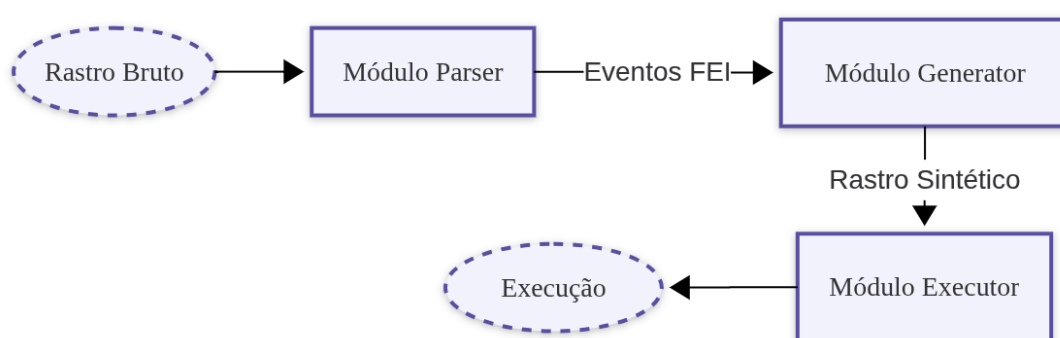 Rastro Bruto
Módulo Parser
Eventos FEI
Módulo Generator
Rastro Sintético
Módulo Executor
Execução